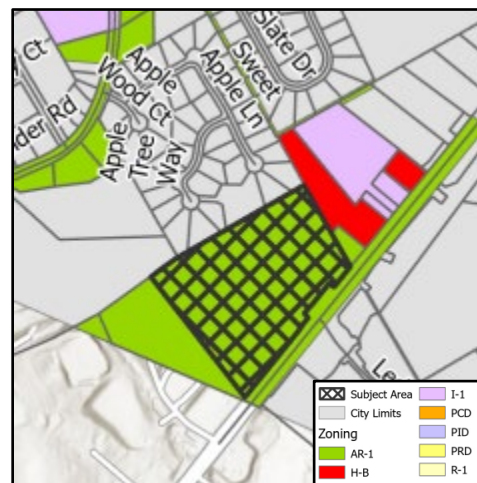 Slate Dr
Sweet
Apple Ln
Apple
Wood Ct
Apple
Tree
Way
Ct
der Rd
Le
Subject Area
City Limits
Zoning
AR-1
H-B
I-1
PCD
PID
PRD
R-1